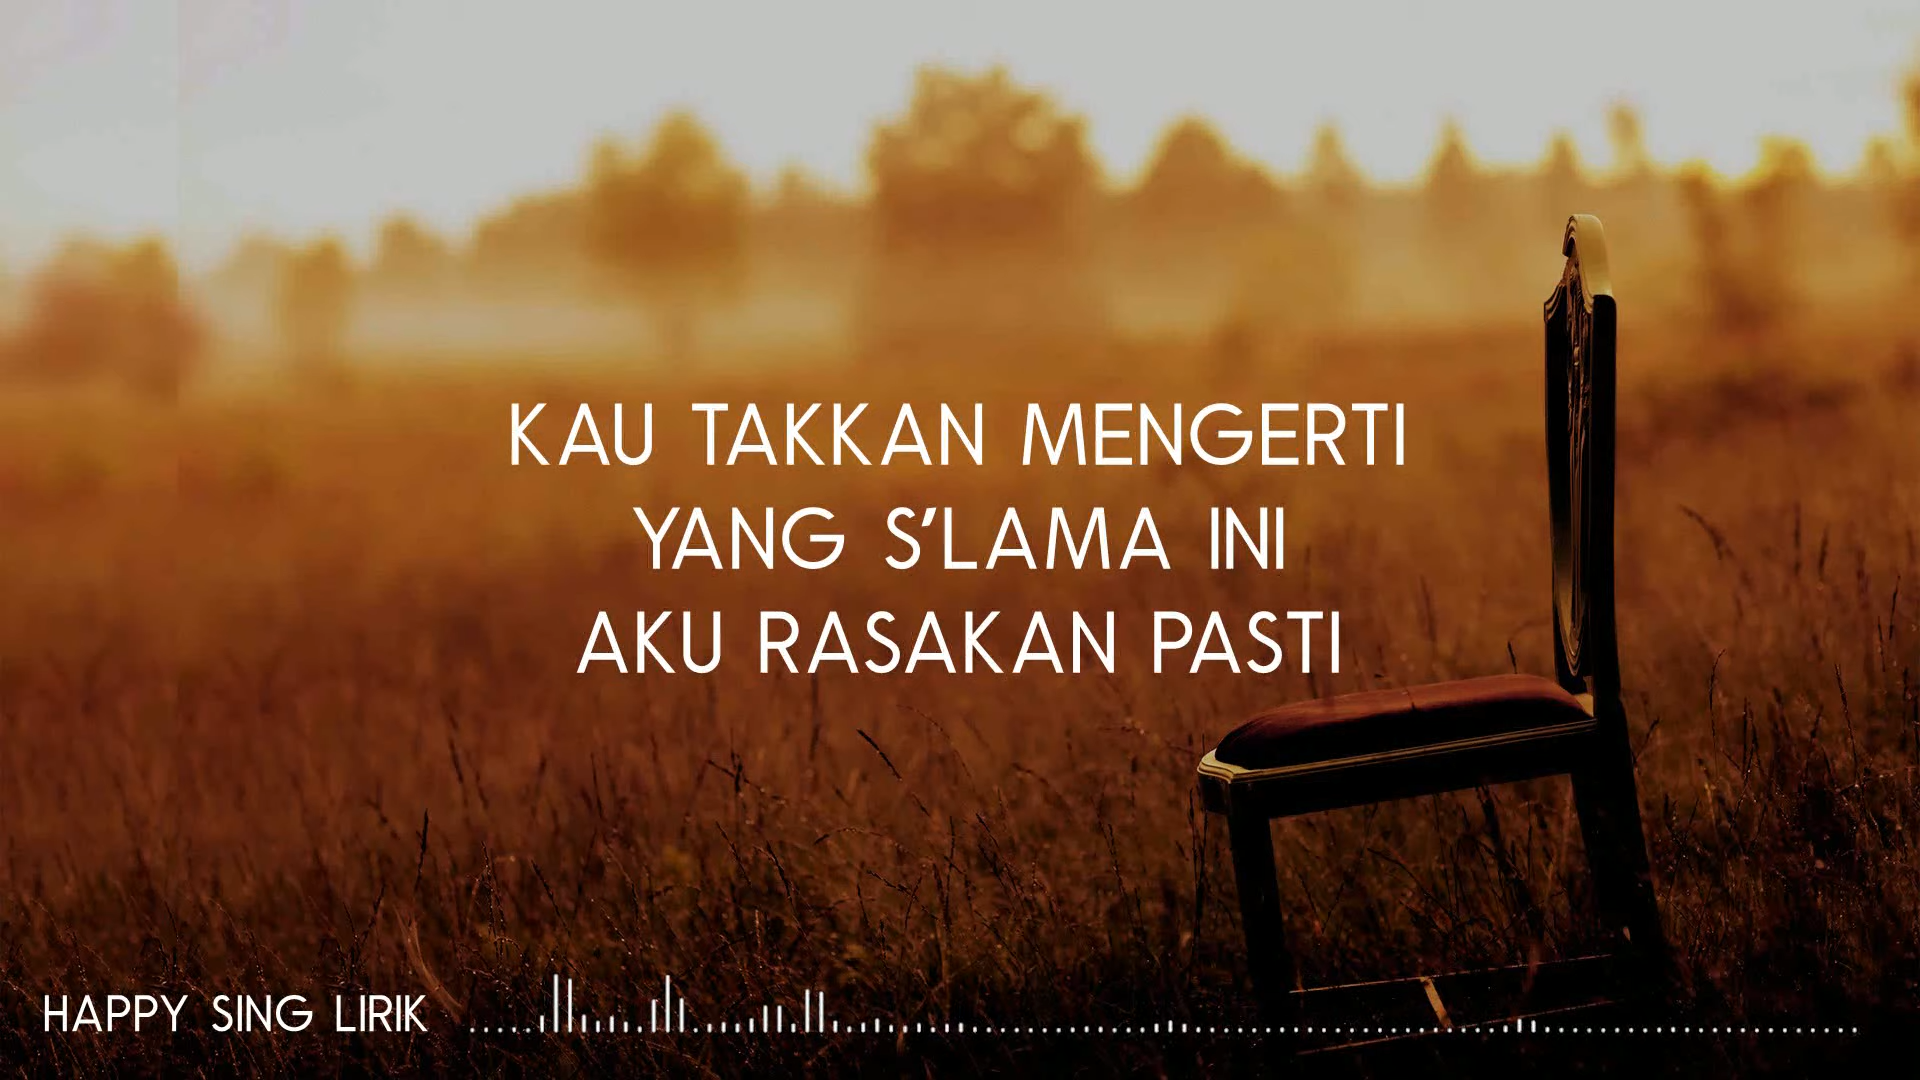 KAU TAKKAN MENGERTI
YANG S'LAMA INI
AKU RASAKAN PASTI
HAPPY SING LIRIK